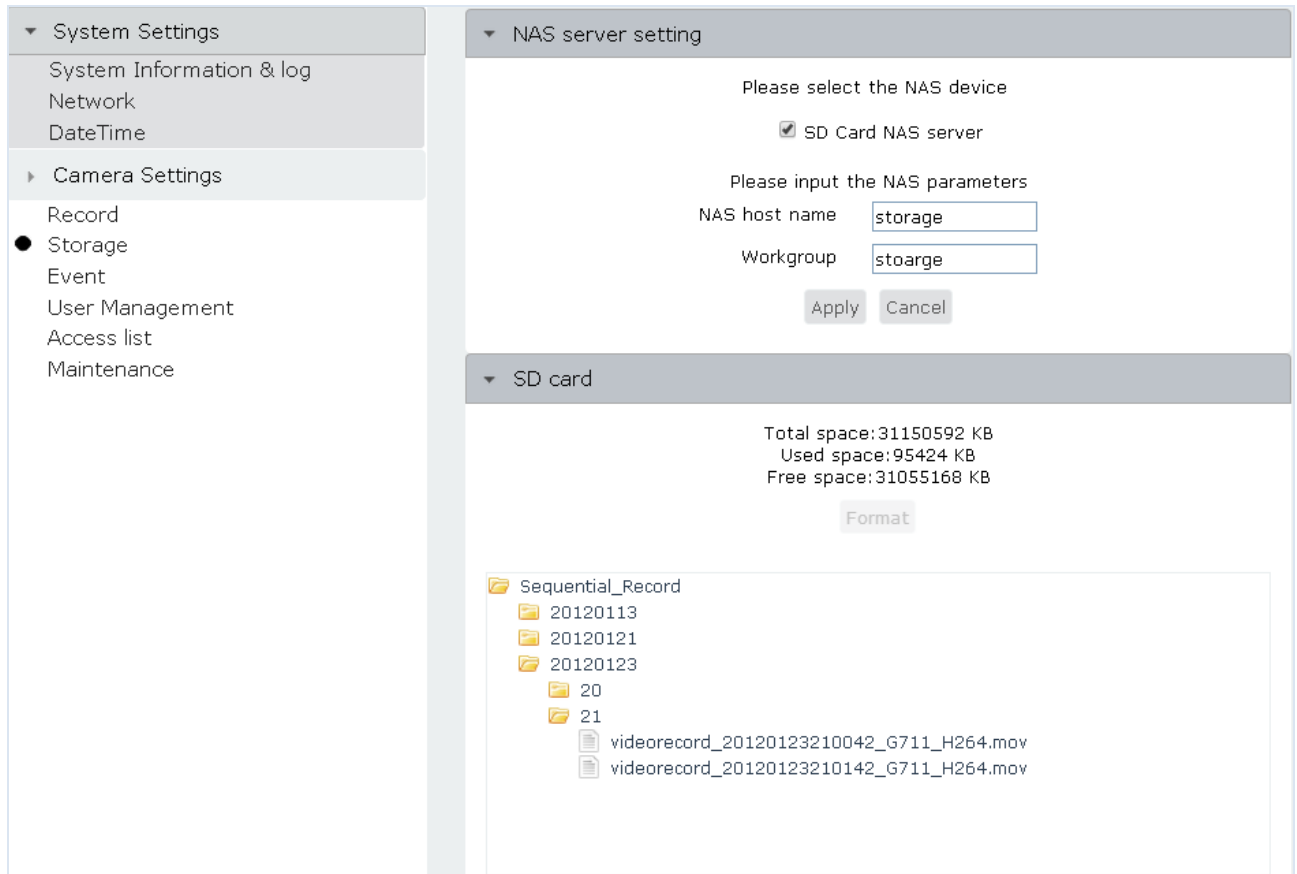 System Settings
System Information & log
Network
DateTime
Camera Settings
Record
Storage
Event
User Management
Access list
Maintenance
NAS server setting
Please select the NAS device
SD Card NAS server
Please input the NAS parameters
NAS host name storage
Workgroup stoarge
Apply Cancel
SD card
Total space:31150592 KB
Used space:95424 KB
Free space:31055168 KB
Format
Sequential_Record
20120113
20120121
20120123
20
21
videorecord_20120123210042_G711_H264.mov
videorecord_20120123210142_G711_H264.mov